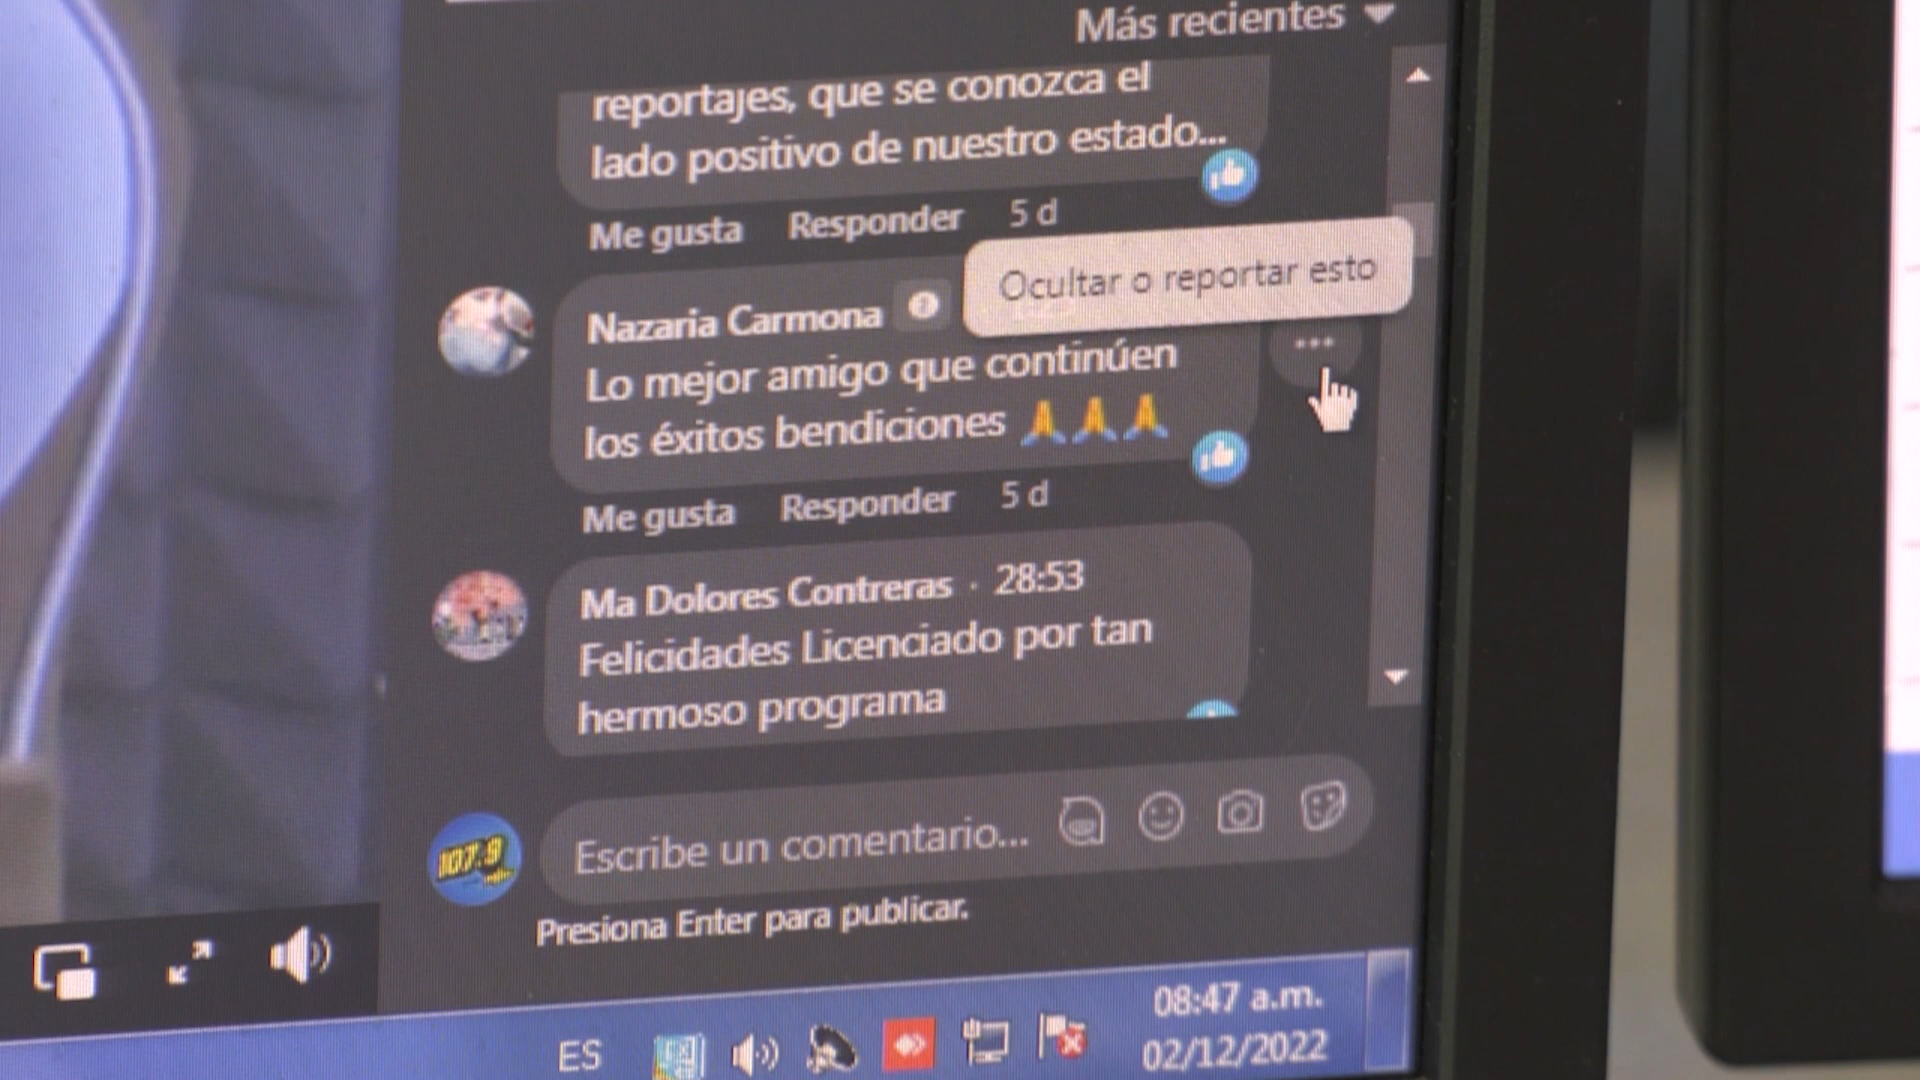 Más recientes
reportajes, que se conozca el
lado positivo de nuestro estado...
Me gusta Responder 5 d
Ocultar o reportar esto
Nazaria Carmona
Lo mejor amigo que continúen
los éxitos bendiciones 🙏🙏🙏
Me gusta Responder 5 d
Ma Dolores Contreras · 28:53
Felicidades Licenciado por tan
hermoso programa
107.9
Escribe un comentario...
Presiona Enter para publicar.
ES
08:47 a.m.
02/12/2022